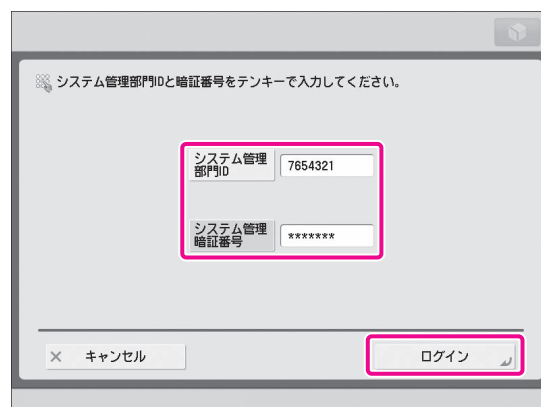 システム管理部門IDと暗証番号をテンキーで入力してください。
システム管理
部門ID
7654321
システム管理
暗証番号
*******
× キャンセル
ログイン